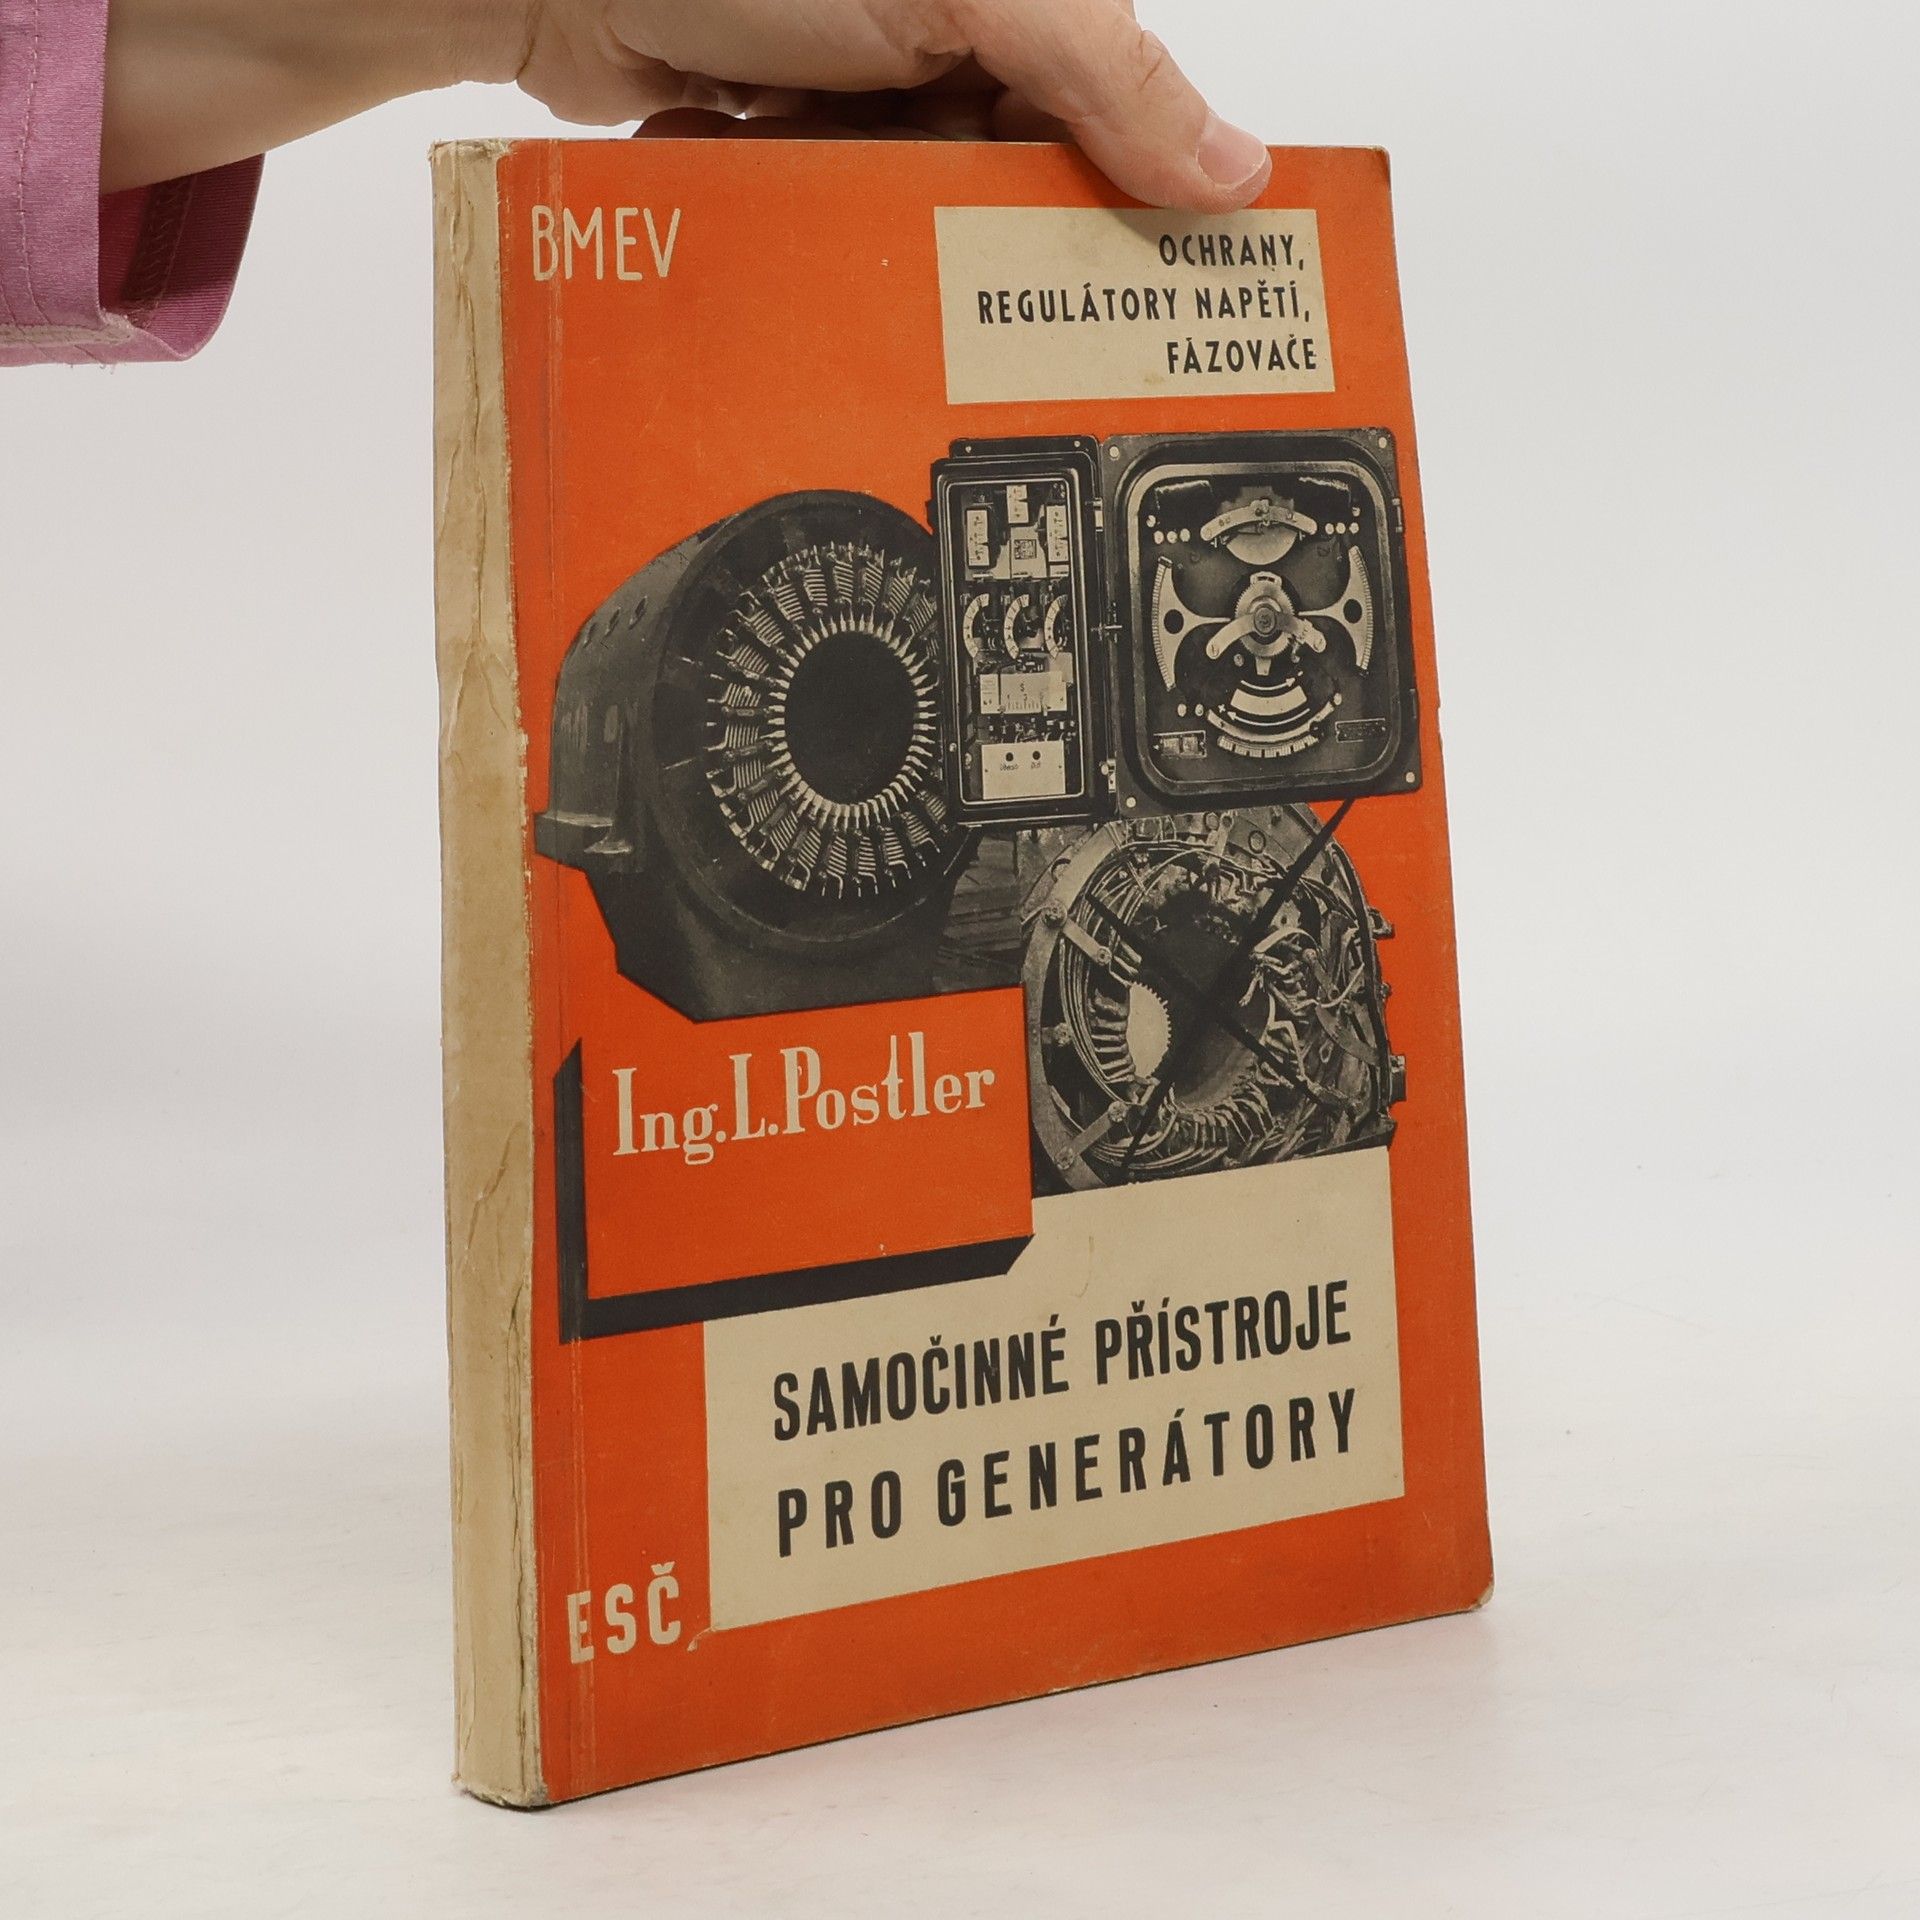 BMEV
OCHRANY,
REGULÁTORY NAPĚTÍ,
FÁZOVAČE
Ing. L. Postler
SAMOČINNÉ PŘÍSTROJE
PRO GENERÁTORY
ESČ